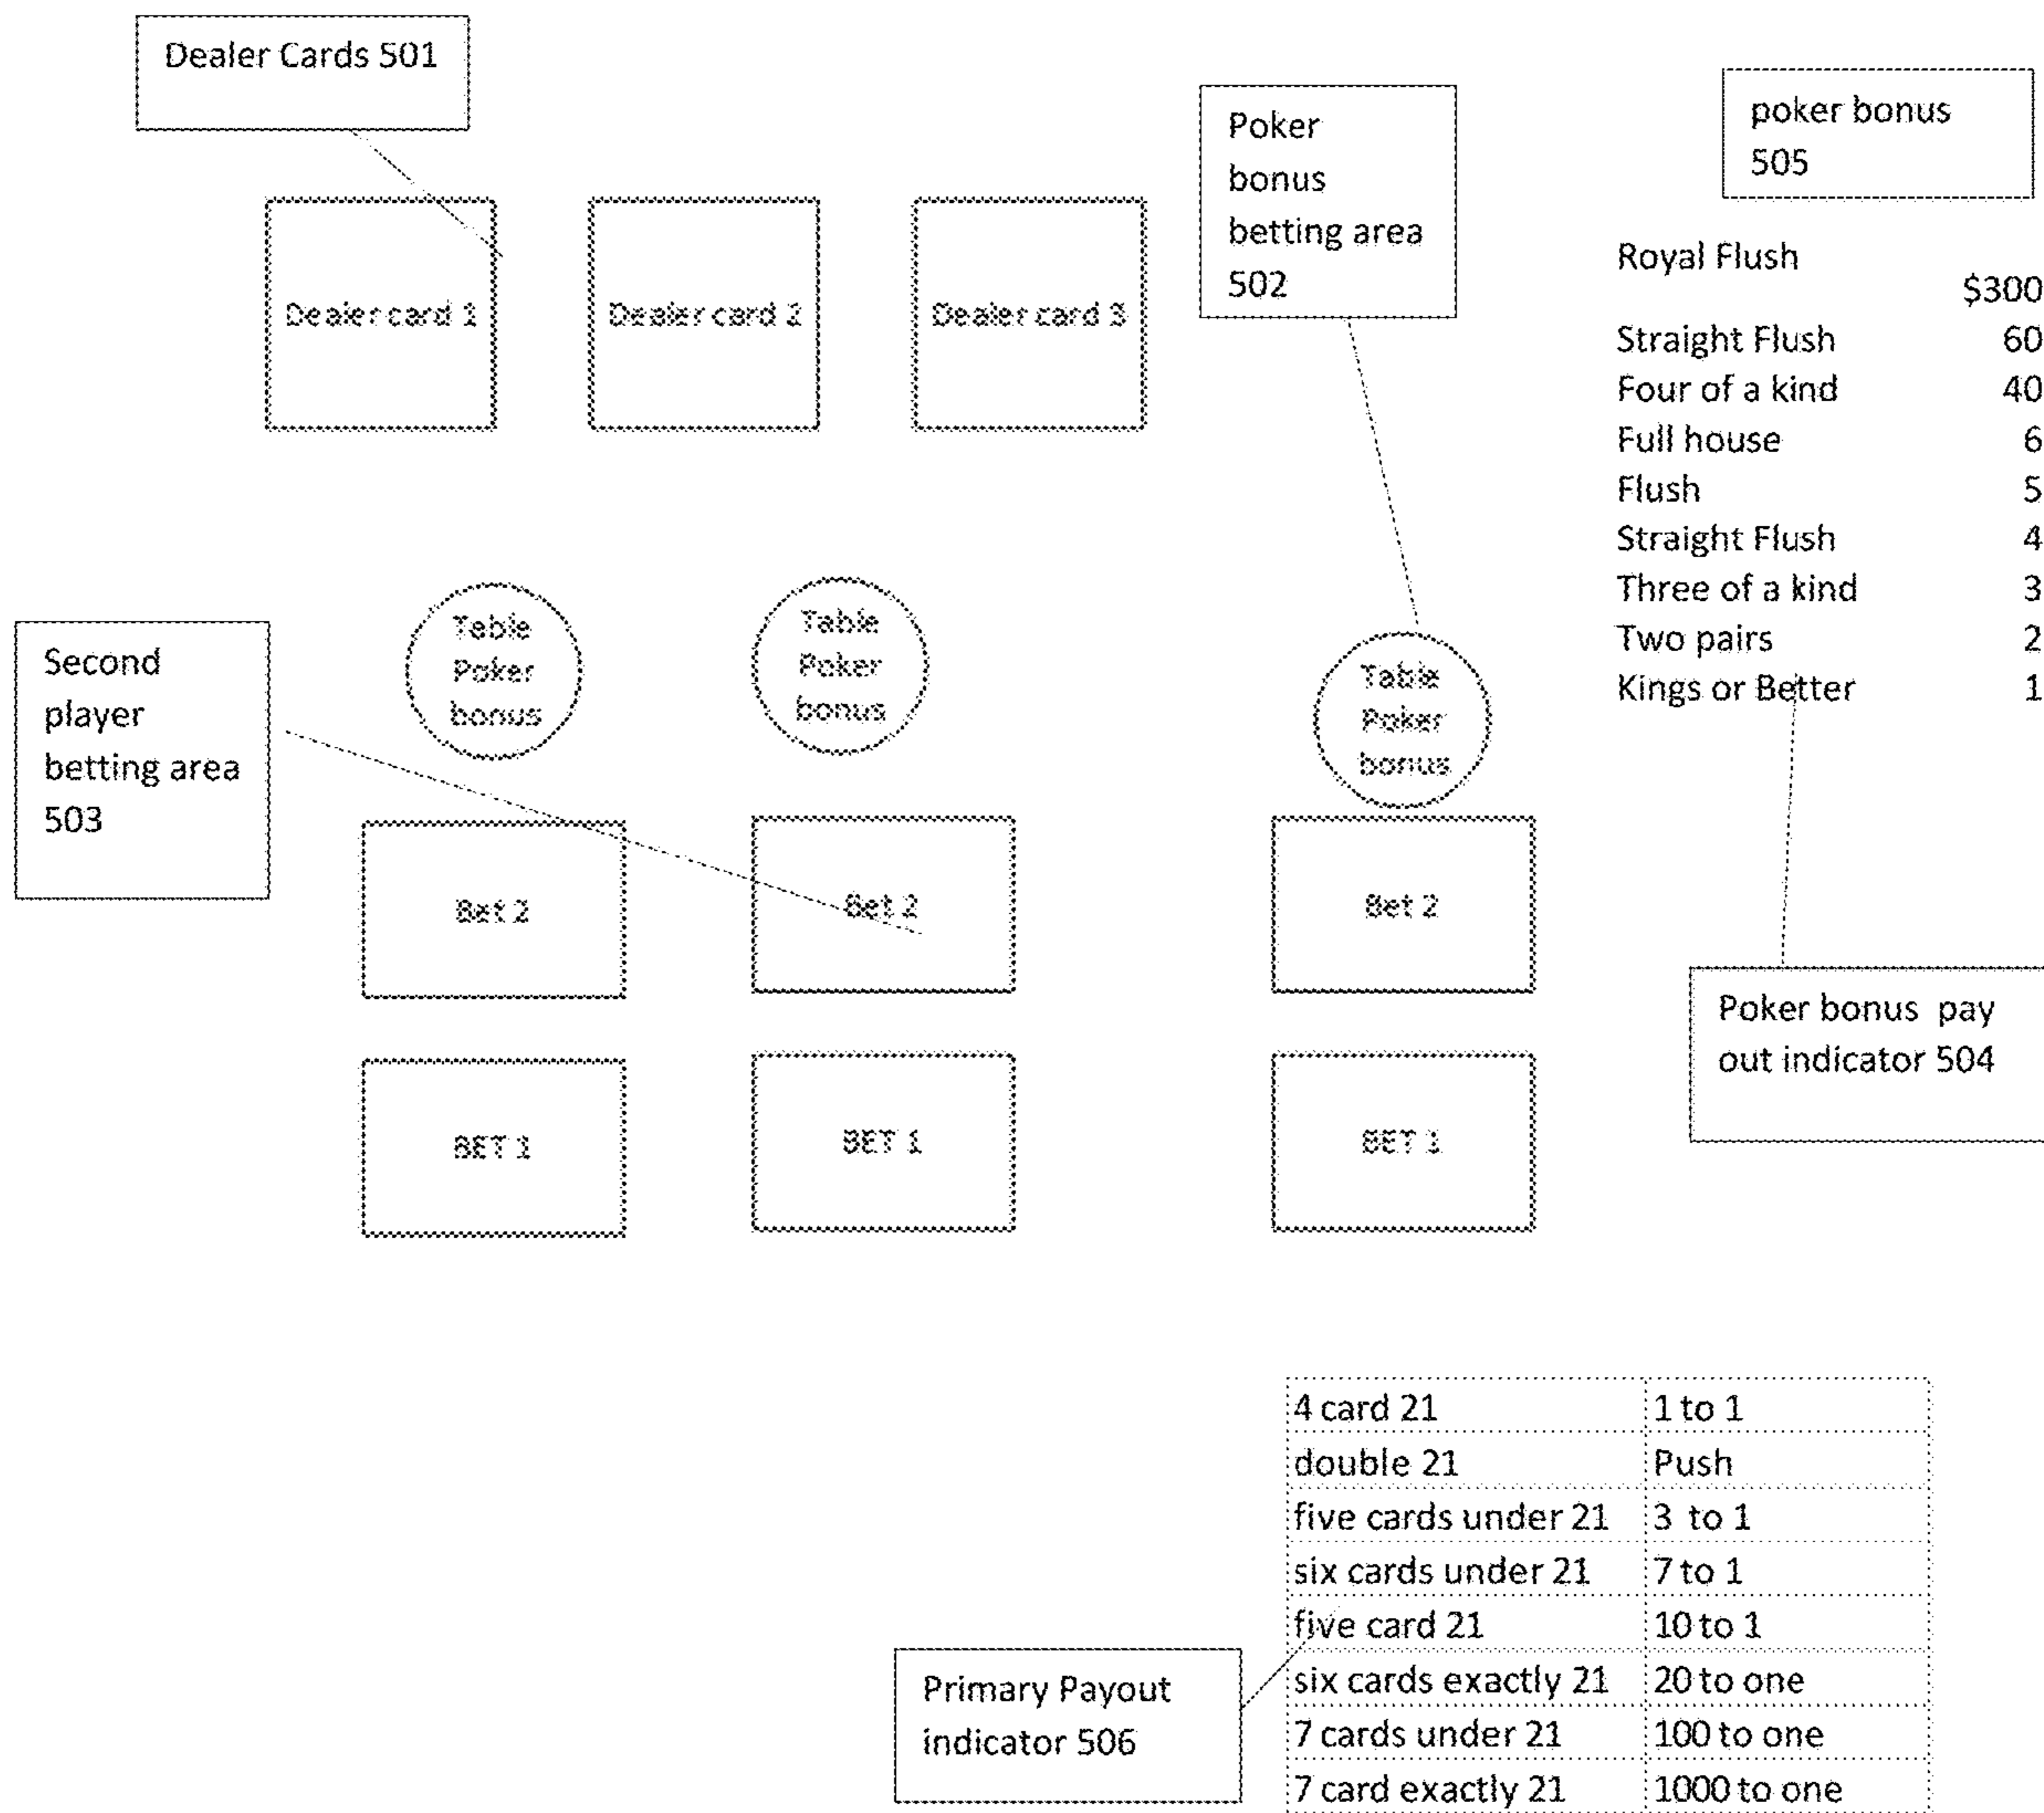 Dealer Cards 501
Poker
bonus
betting area
502
poker bonus
505
Dealer card 1
Dealer card 2
Dealer card 3
Royal Flush
$300
Straight Flush 60
Four of a kind 40
Full house 6
Flush 5
Straight Flush 4
Three of a kind 3
Two pairs 2
Kings or Better 1
Second
player
betting area
503
Table
Poker
bonus
Table
Poker
bonus
Table
Poker
bonus
Bet 2
Bet 2
Bet 2
Poker bonus pay
out indicator 504
BET 1
BET 1
BET 1
4 card 21 1 to 1
double 21 Push
five cards under 21 3 to 1
six cards under 21 7 to 1
five card 21 10 to 1
six cards exactly 21 20 to one
7 cards under 21 100 to one
7 card exactly 21 1000 to one
Primary Payout
indicator 506